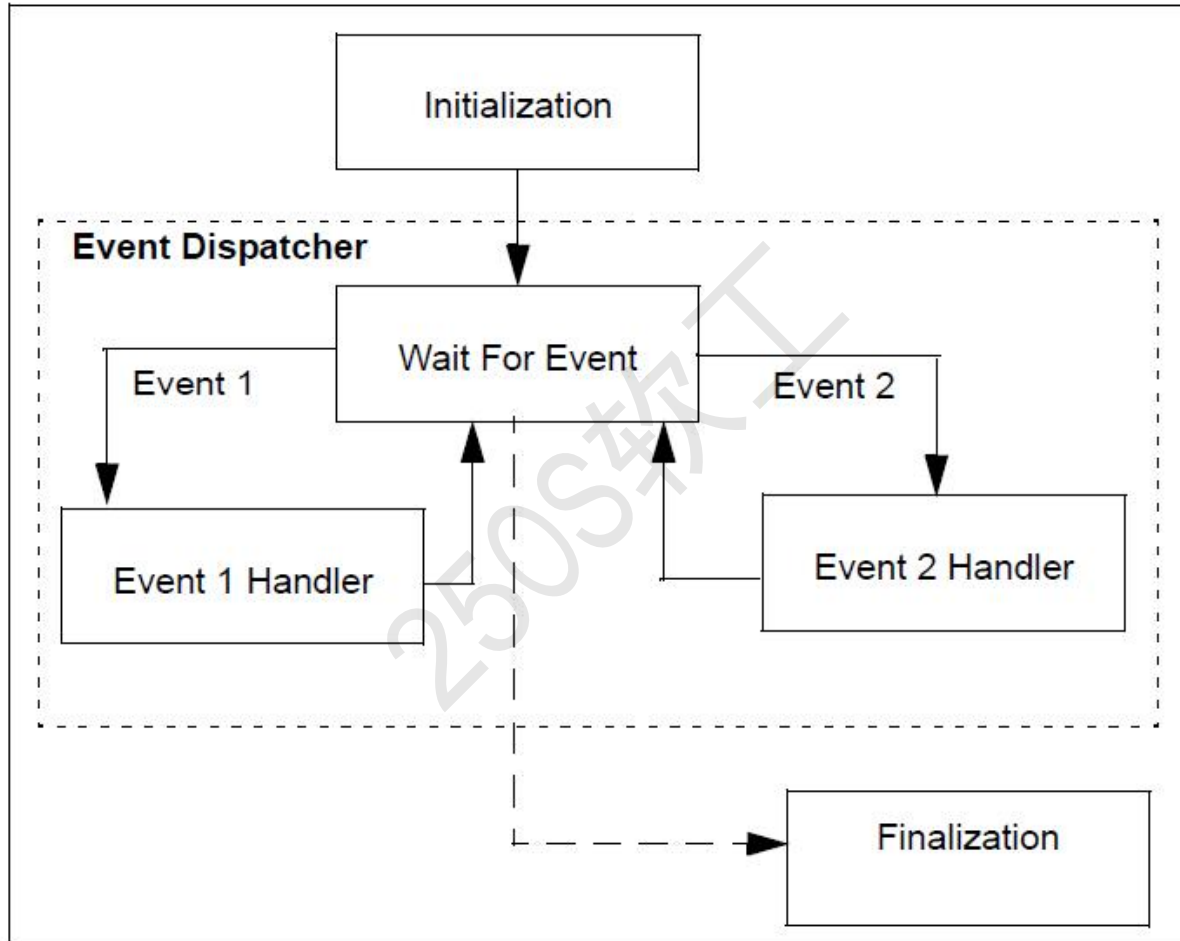 Initialization
Event Dispatcher
Wait For Event
Event 1
Event 2
Event 1 Handler
Event 2 Handler
Finalization
250S软工